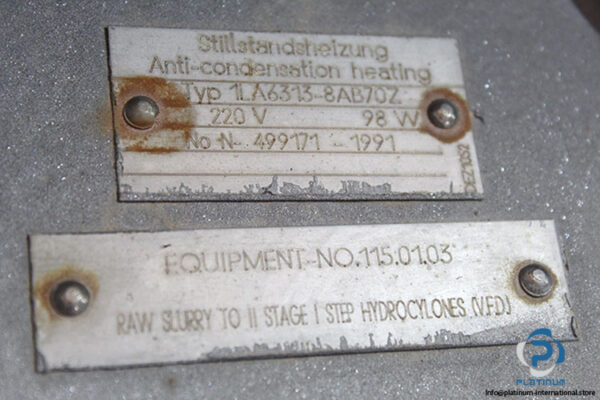 Stillstandsheizung
Anti-condensation heating
Typ 1LA6313-8AB70Z
220 V 98 W
No N- 499171 - 1991
EQUIPMENT-NO.115.01.03
RAW SLURRY TO II STAGE I STEP HYDROCYLONES (V.F.D)
PLATINUM
Info@platinum-international.store